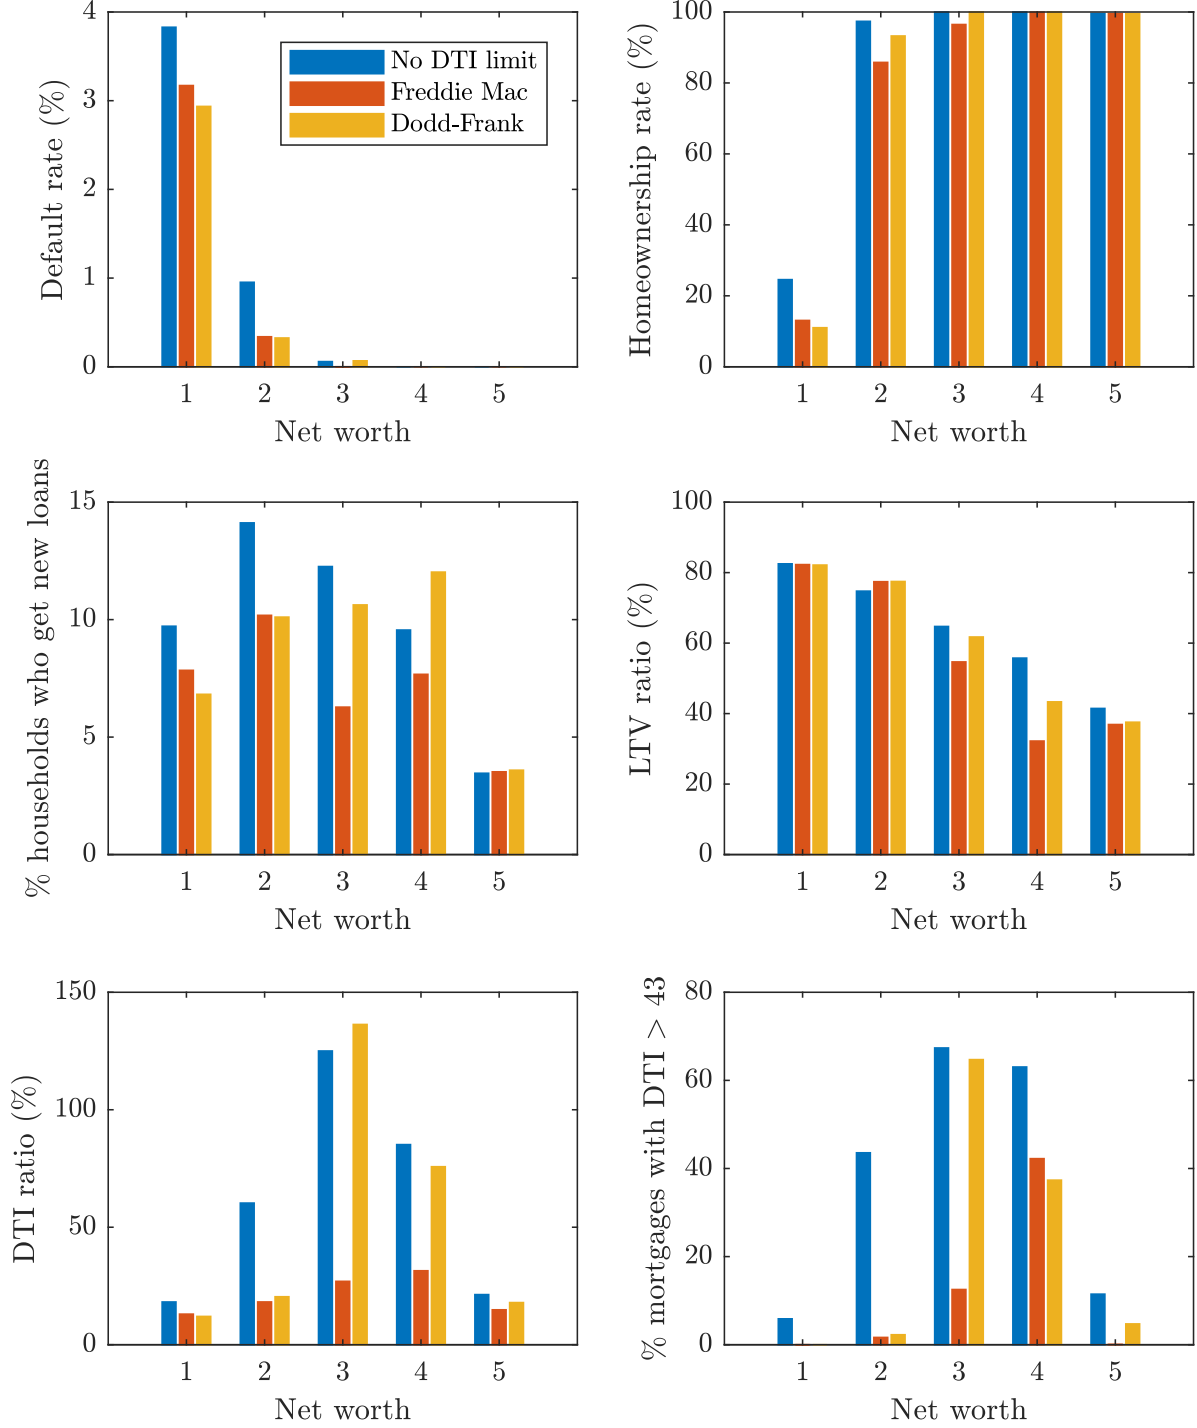 Default rate (%)
4
3
2
1
0
No DTI limit
Freddie Mac
Dodd-Frank
1 2 3 4 5
Net worth
Homeownership rate (%)
100
80
60
40
20
0
1 2 3 4 5
Net worth
% households who get new loans
15
10
5
0
1 2 3 4 5
Net worth
LTV ratio (%)
100
80
60
40
20
0
1 2 3 4 5
Net worth
DTI ratio (%)
150
100
50
0
1 2 3 4 5
Net worth
% mortgages with DTI > 43
80
60
40
20
0
1 2 3 4 5
Net worth